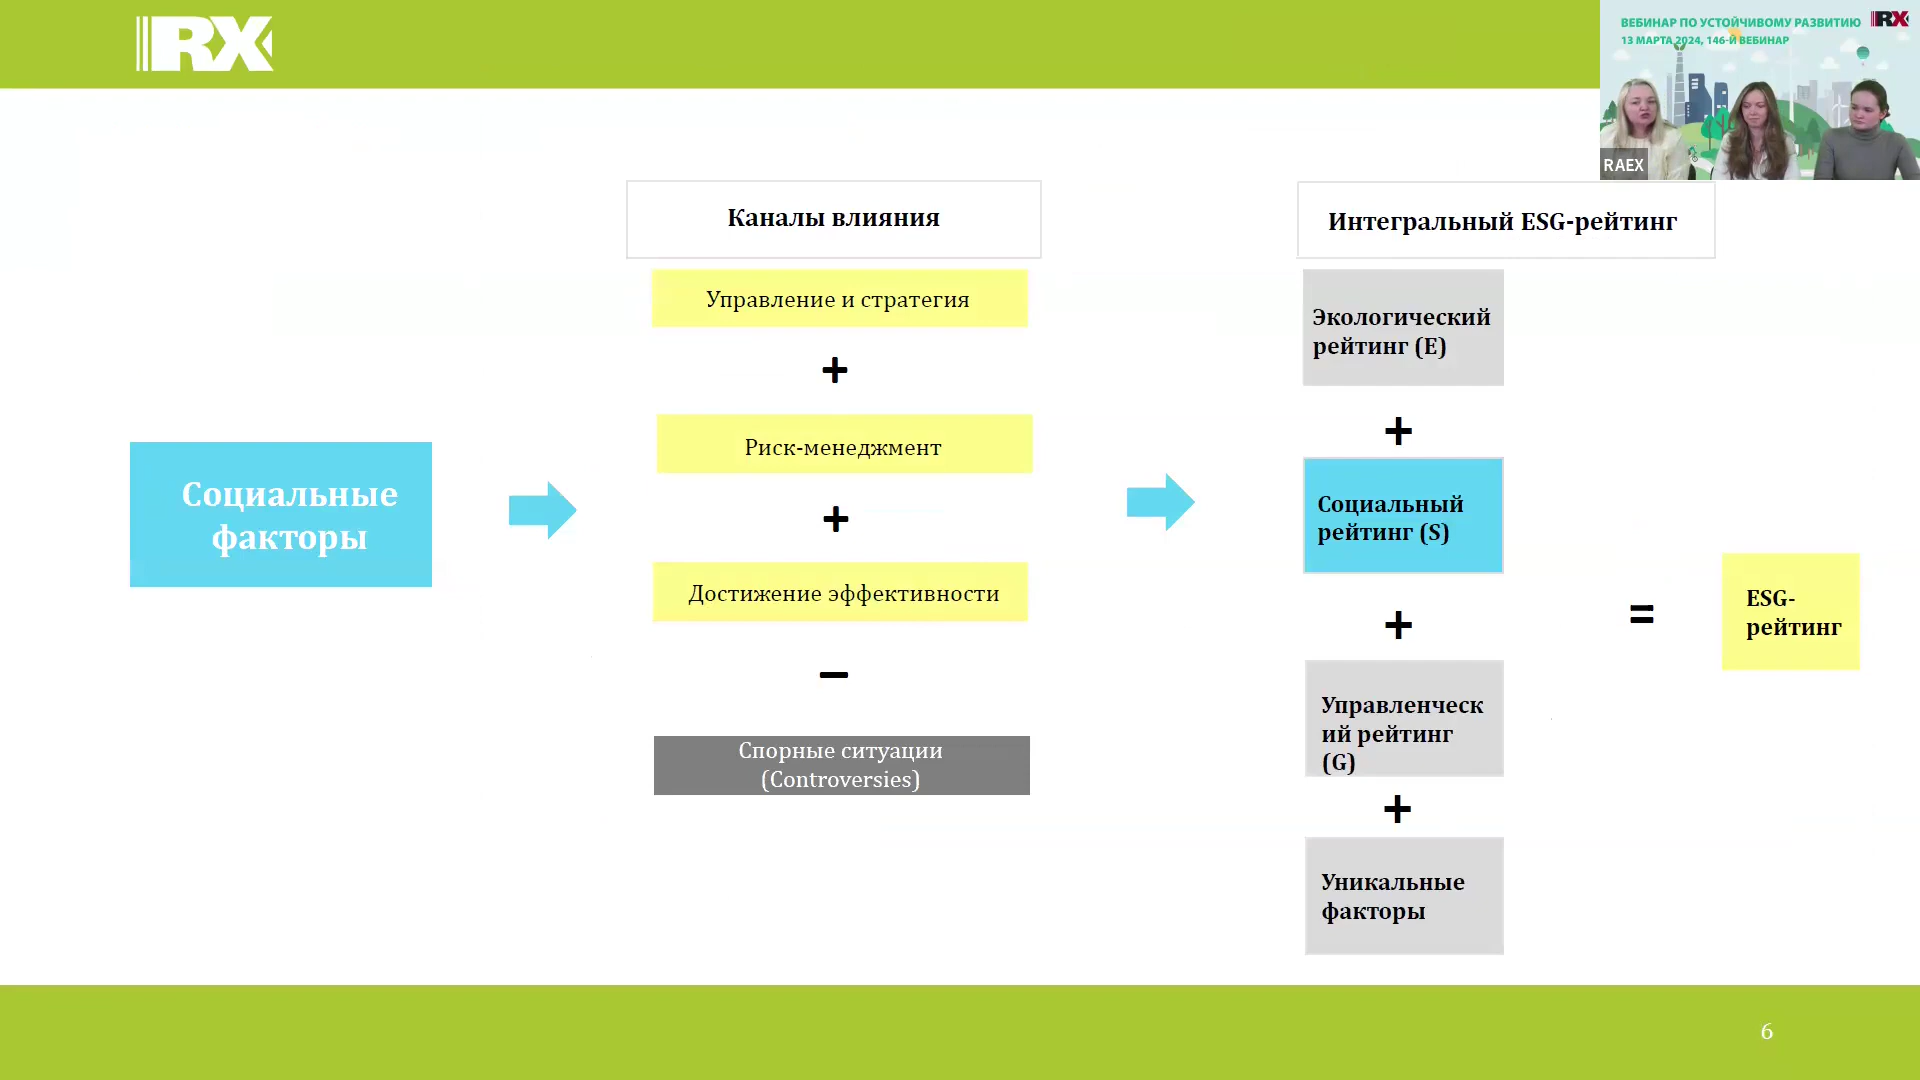 RX
ВЕБИНАР ПО УСТОЙЧИВОМУ РАЗВИТИЮ
RX
13 МАРТА 2024, 146-Й ВЕБИНАР
RAEX
Каналы влияния
Интегральный ESG-рейтинг
Социальные
факторы
Управление и стратегия
+
Риск-менеджмент
+
Достижение эффективности
–
Спорные ситуации
(Controversies)
Экологический
рейтинг (E)
+
Социальный
рейтинг (S)
+
Управленческ
ий рейтинг
(G)
+
Уникальные
факторы
=
ESG-
рейтинг
6